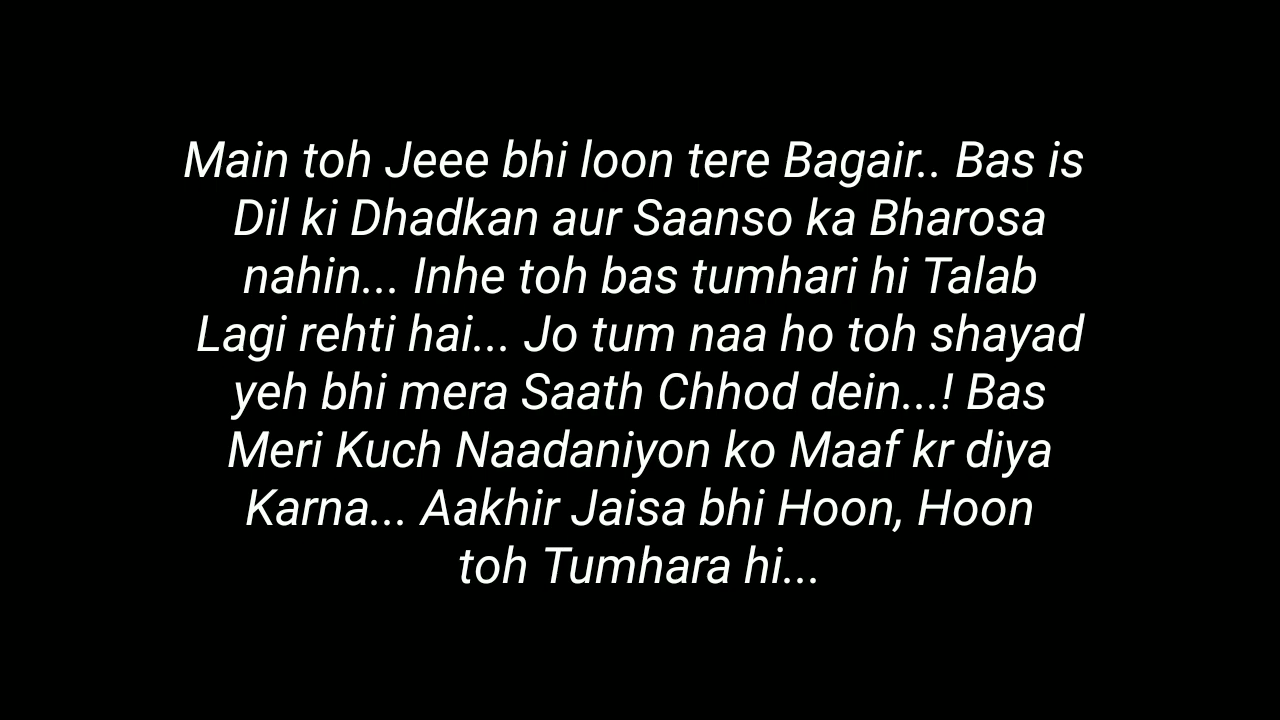 Main toh Jeee bhi loon tere Bagair.. Bas is
Dil ki Dhadkan aur Saanso ka Bharosa
nahin... Inhe toh bas tumhari hi Talab
Lagi rehti hai... Jo tum naa ho toh shayad
yeh bhi mera Saath Chhod dein...! Bas
Meri Kuch Naadaniyon ko Maaf kr diya
Karna... Aakhir Jaisa bhi Hoon, Hoon
toh Tumhara hi...